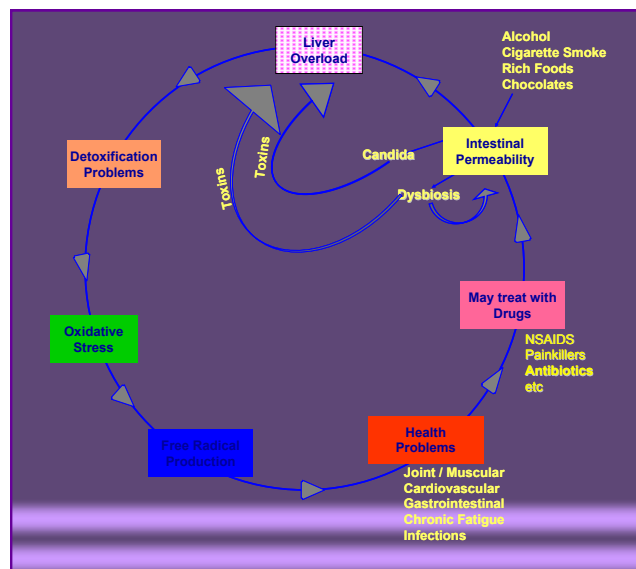 Liver
Overload
Alcohol
Cigarette Smoke
Rich Foods
Chocolates
Intestinal
Permeability
Candida
Dysbiosis
Toxins
Toxins
Detoxification
Problems
May treat with
Drugs
NSAIDS
Painkillers
Antibiotics
etc
Oxidative
Stress
Free Radical
Production
Health
Problems
Joint / Muscular
Cardiovascular
Gastrointestinal
Chronic Fatigue
Infections